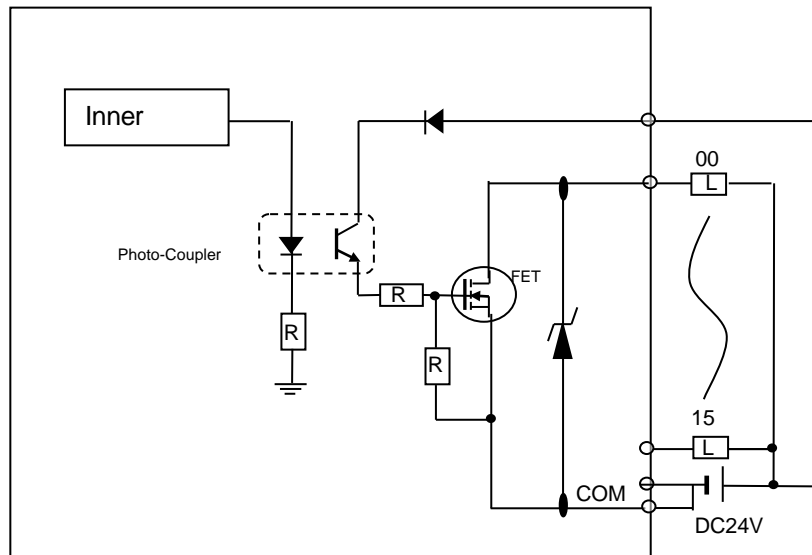 Inner
00
L
Photo-Coupler
FET
R
R
R
15
L
COM
DC24V